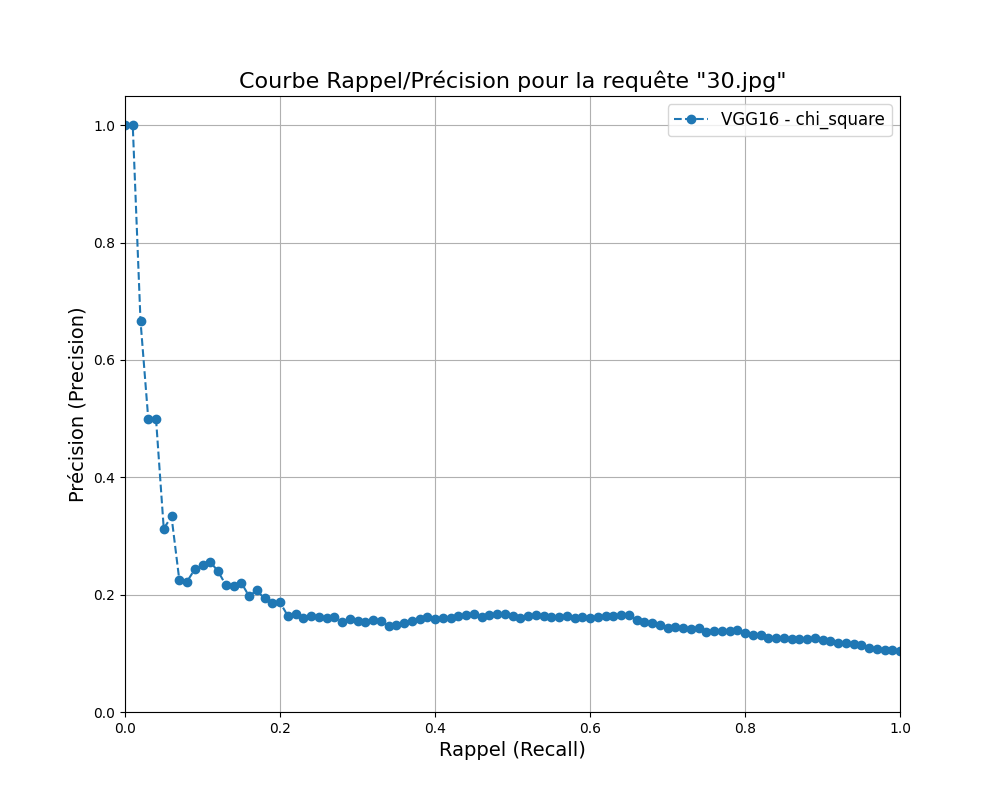 Courbe Rappel/Précision pour la requête "30.jpg"
VGG16 - chi_square
1.0
0.8
0.6
0.4
0.2
0.0
Précision (Precision)
0.0 0.2 0.4 0.6 0.8 1.0
Rappel (Recall)